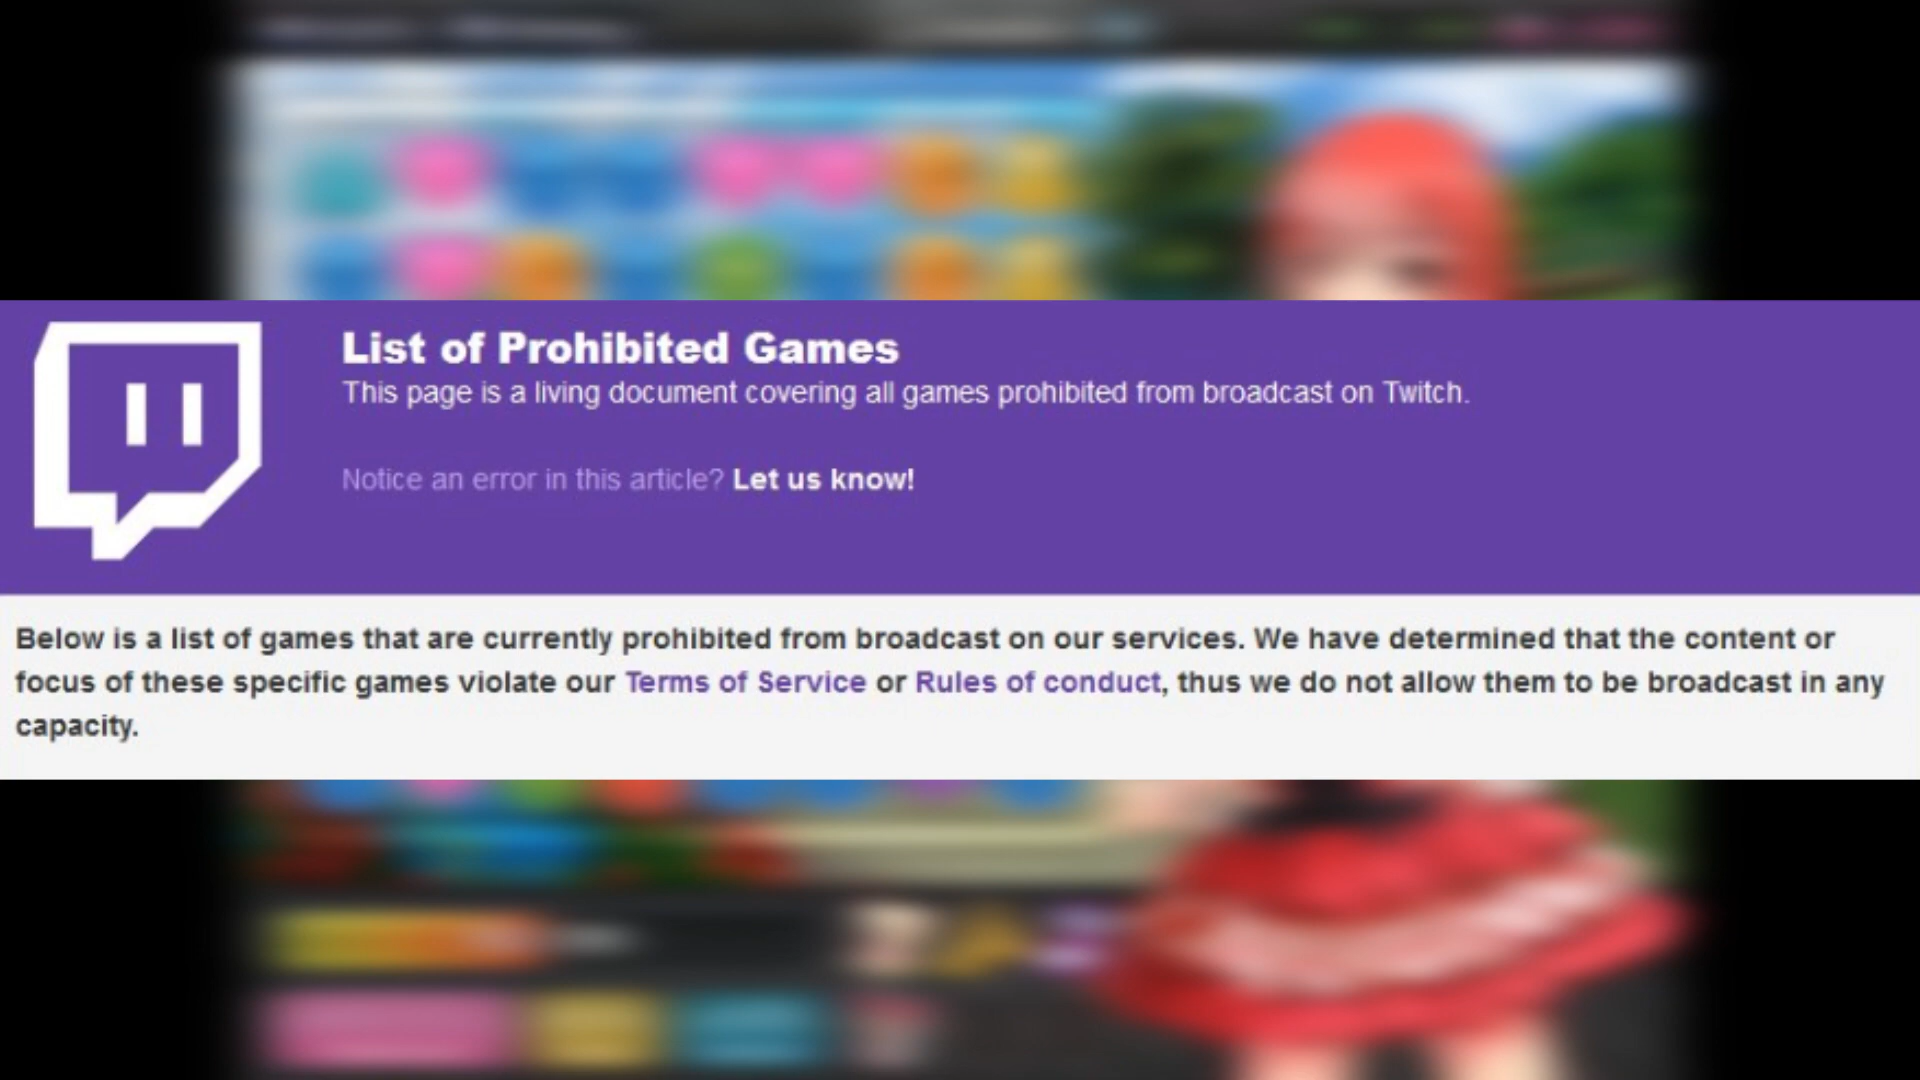 List of Prohibited Games
This page is a living document covering all games prohibited from broadcast on Twitch.
Notice an error in this article? Let us know!
Below is a list of games that are currently prohibited from broadcast on our services. We have determined that the content or
focus of these specific games violate our Terms of Service or Rules of conduct, thus we do not allow them to be broadcast in any
capacity.